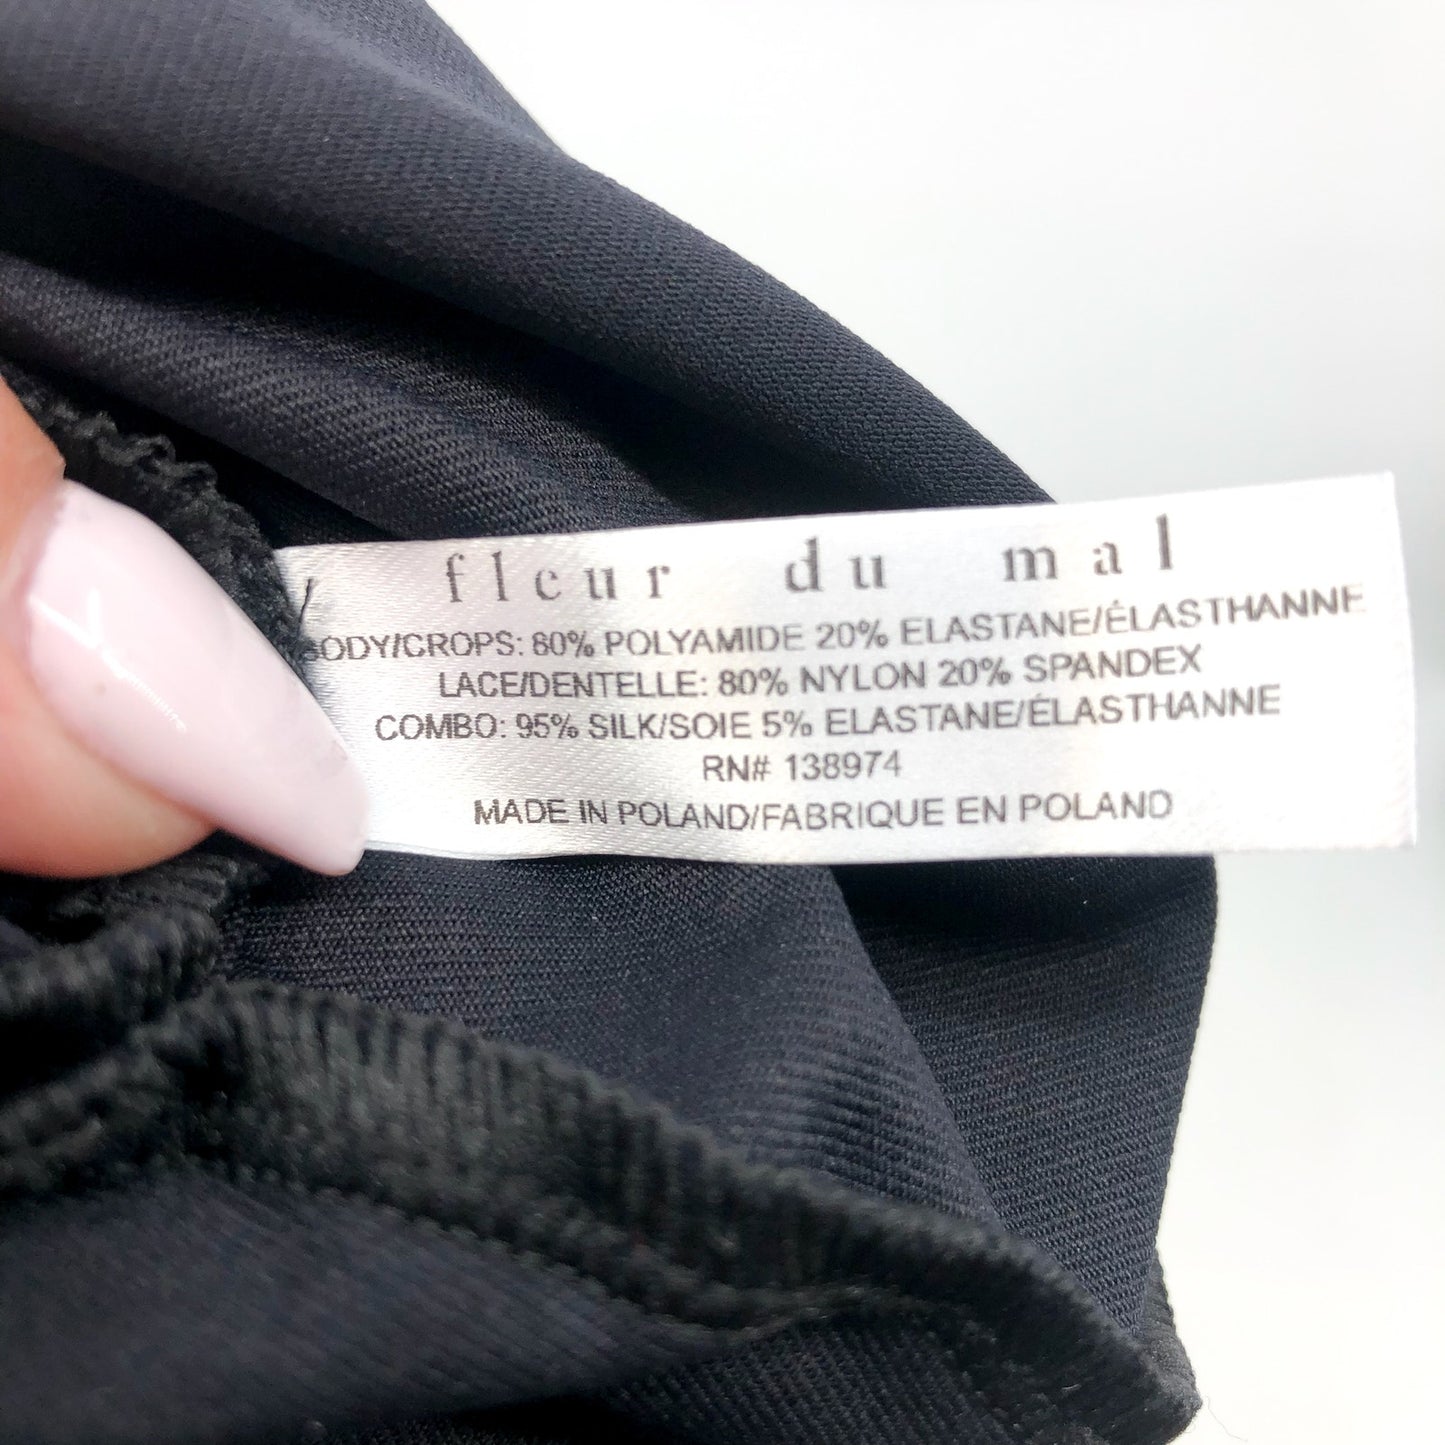 fleur du mal
BODY/CROPS: 80% POLYAMIDE 20% ELASTANE/ÉLASTHANNE
LACE/DENTELLE: 80% NYLON 20% SPANDEX
COMBO: 95% SILK/SOIE 5% ELASTANE/ÉLASTHANNE
RN# 138974
MADE IN POLAND/FABRIQUE EN POLAND